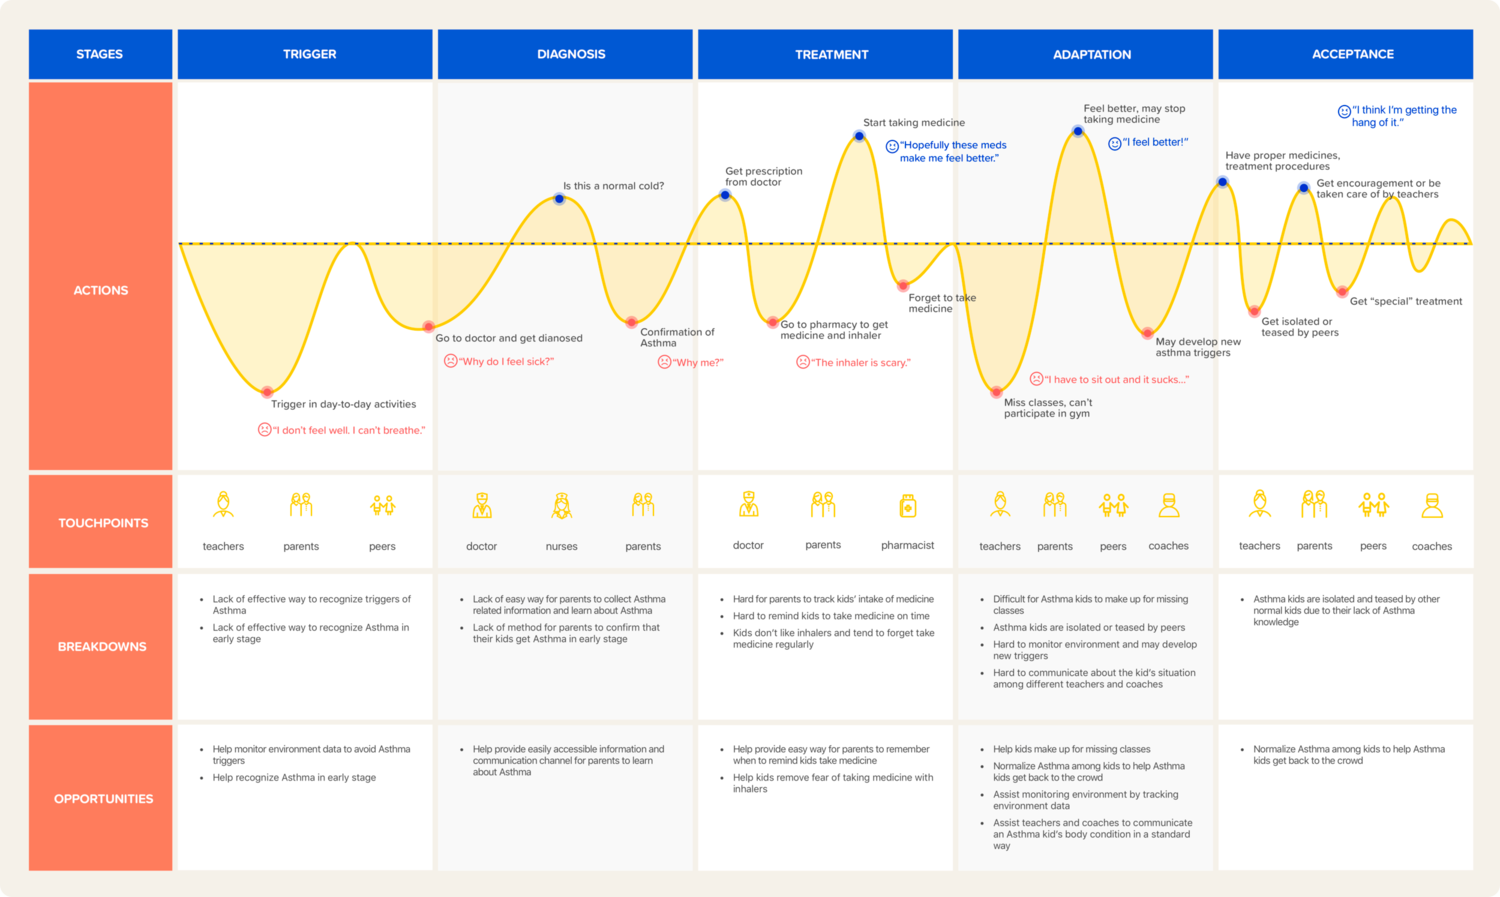 STAGES
TRIGGER
DIAGNOSIS
TREATMENT
ADAPTATION
ACCEPTANCE
ACTIONS
Trigger in day-to-day activities
“I don’t feel well. I can’t breathe.”
Go to doctor and get dianosed
“Why do I feel sick?”
Is this a normal cold?
Confirmation of
Asthma
“Why me?”
Get prescription
from doctor
Go to pharmacy to get
medicine and inhaler
“The inhaler is scary.”
Start taking medicine
“Hopefully these meds
make me feel better.”
Forget to take
medicine
Miss classes, can’t
participate in gym
“I have to sit out and it sucks...”
Feel better, may stop
taking medicine
“I feel better!”
May develop new
asthma triggers
Have proper medicines,
treatment procedures
“I think I’m getting the
hang of it.”
Get isolated or
teased by peers
Get encouragement or be
taken care of by teachers
Get “special” treatment
TOUCHPOINTS
teachers
parents
peers
doctor
nurses
parents
doctor
parents
pharmacist
teachers
parents
peers
coaches
teachers
parents
peers
coaches
BREAKDOWNS
• Lack of effective way to recognize triggers of
Asthma
• Lack of effective way to recognize Asthma in
early stage
• Lack of easy way for parents to collect Asthma
related information and learn about Asthma
• Lack of method for parents to confirm that
their kids get Asthma in early stage
• Hard for parents to track kids’ intake of medicine
• Hard to remind kids to take medicine on time
• Kids don’t like inhalers and tend to forget take
medicine regularly
• Difficult for Asthma kids to make up for missing
classes
• Asthma kids are isolated or teased by peers
• Hard to monitor environment and may develop
new triggers
• Hard to communicate about the kid’s situation
among different teachers and coaches
• Asthma kids are isolated and teased by other
normal kids due to their lack of Asthma
knowledge
OPPORTUNITIES
• Help monitor environment data to avoid Asthma
triggers
• Help recognize Asthma in early stage
• Help provide easily accessible information and
communication channel for parents to learn
about Asthma
• Help provide easy way for parents to remember
when to remind kids take medicine
• Help kids remove fear of taking medicine with
inhalers
• Help kids make up for missing classes
• Normalize Asthma among kids to help Asthma
kids get back to the crowd
• Assist monitoring environment by tracking
environment data
• Assist teachers and coaches to communicate
an Asthma kid’s body condition in a standard
way
• Normalize Asthma among kids to help Asthma
kids get back to the crowd